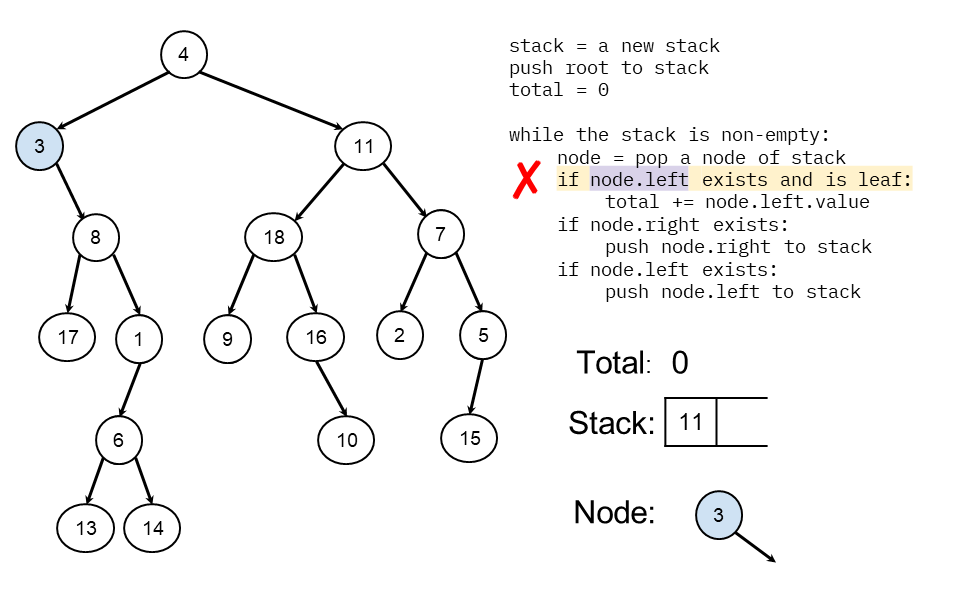 4
3
11
8
18
7
17
1
9
16
2
5
6
10
15
13
14
stack = a new stack
push root to stack
total = 0
while the stack is non-empty:
node = pop a node of stack
if node.left exists and is leaf:
total += node.left.value
if node.right exists:
push node.right to stack
if node.left exists:
push node.left to stack
Total: 0
Stack: 11
Node: 3